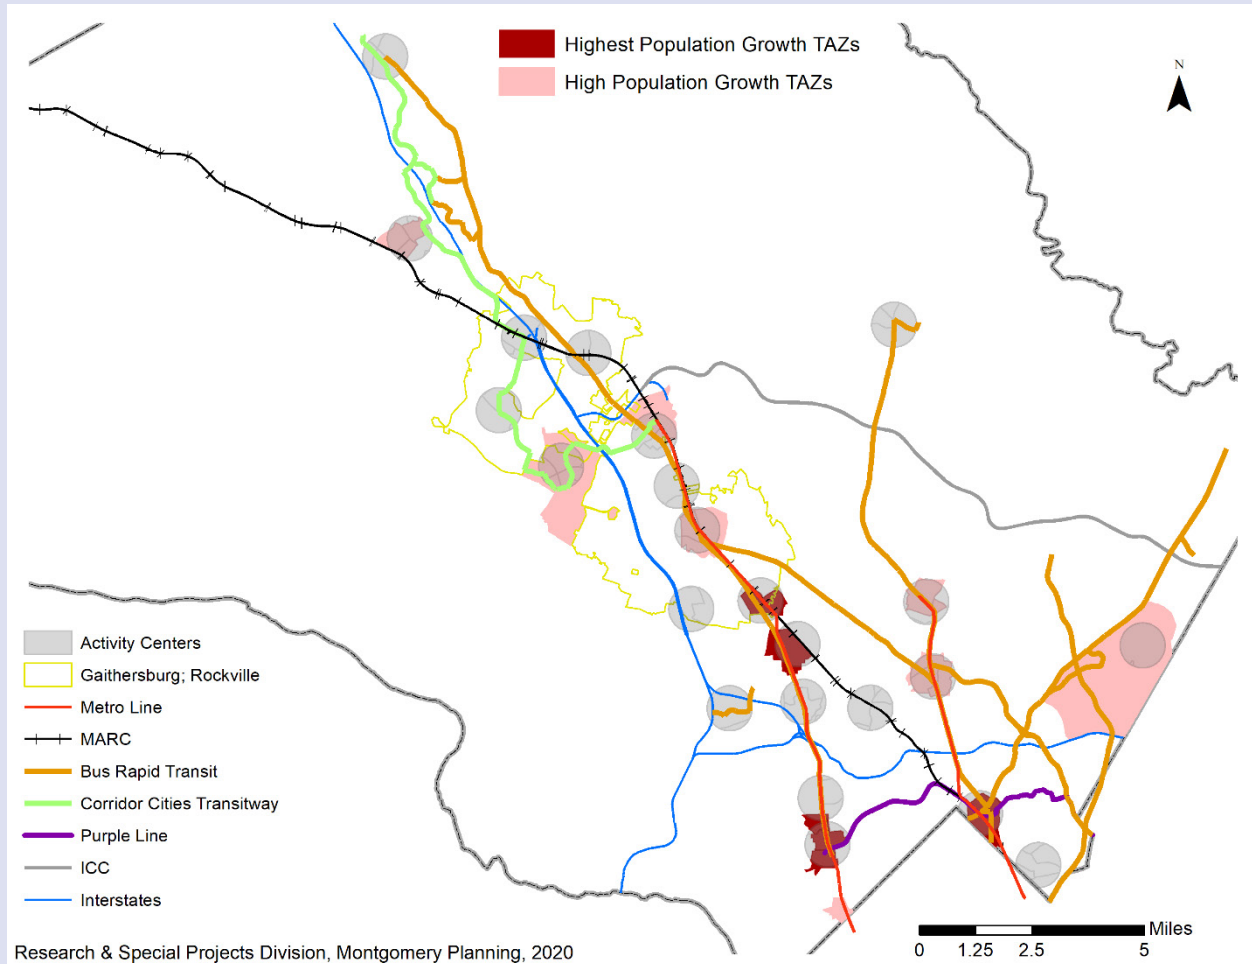 Highest Population Growth TAZs
High Population Growth TAZs
N
Activity Centers
Gaithersburg; Rockville
Metro Line
MARC
Bus Rapid Transit
Corridor Cities Transitway
Purple Line
ICC
Interstates
Miles
0 1.25 2.5 5
Research & Special Projects Division, Montgomery Planning, 2020